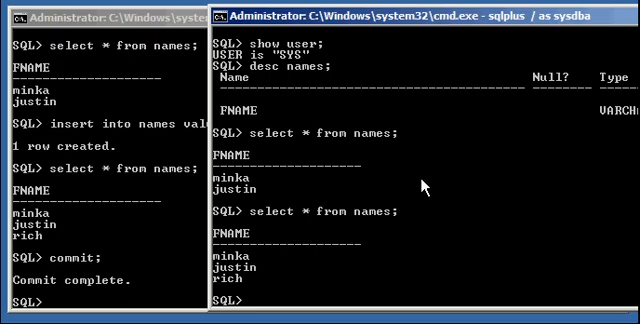 Administrator: C:\Windows\system
SQL> select * from names;
FNAME
--------------------
minka
justin
SQL> insert into names val
1 row created.
SQL> select * from names;
FNAME
--------------------
minka
justin
rich
SQL> commit;
Commit complete.
SQL>
Administrator: C:\Windows\system32\cmd.exe - sqlplus / as sysdba
SQL> show user;
USER is "SYS"
SQL> desc names;
Name Null? Type
----------------------------------------- -------- ----
FNAME VARCH
SQL> select * from names;
FNAME
--------------------
minka
justin
SQL> select * from names;
FNAME
--------------------
minka
justin
rich
SQL>